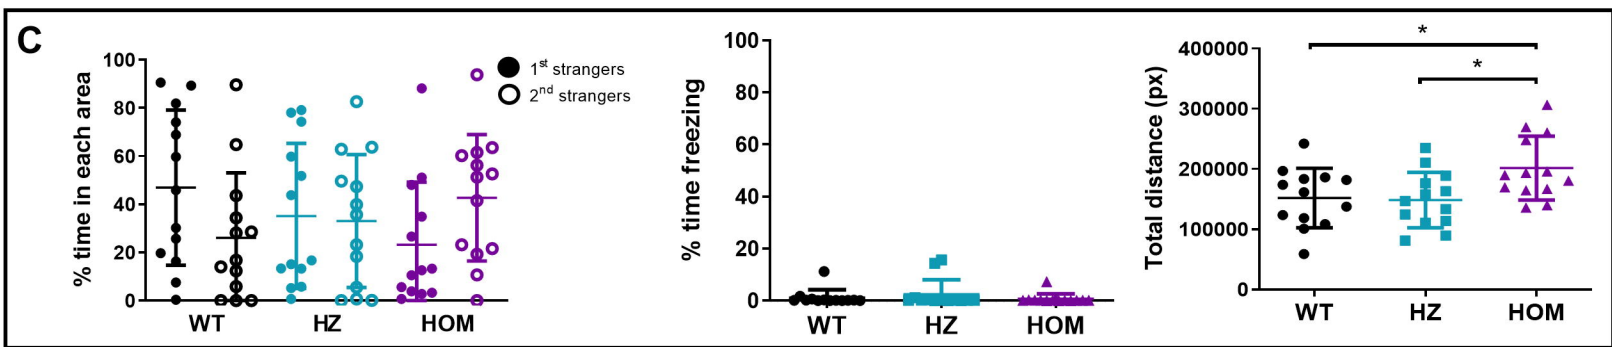 C
% time in each area
100
80
60
40
20
0
WT
HZ
HOM
1st strangers
2nd strangers
% time freezing
100
80
60
40
20
0
WT
HZ
HOM
Total distance (px)
400000
300000
200000
100000
0
*
*
WT
HZ
HOM